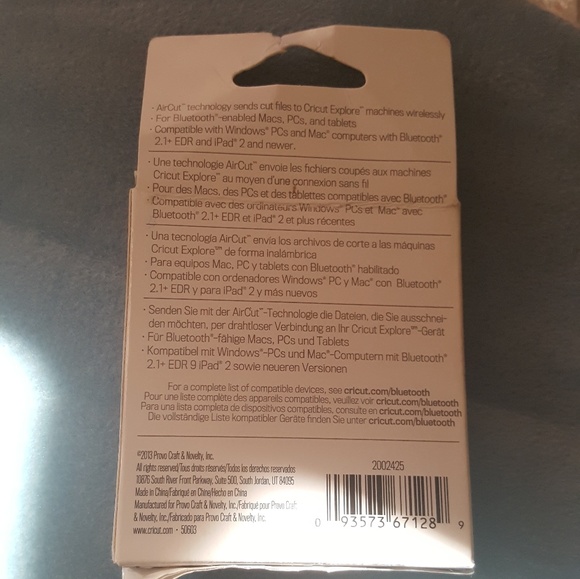 • AirCut™ technology sends cut files to Cricut Explore™ machines wirelessly
• For Bluetooth®-enabled Macs, PCs, and tablets
• Compatible with Windows® PCs and Mac® computers with Bluetooth®
2.1+ EDR and iPad® 2 and newer.
• Une technologie AirCut™ envoie les fichiers coupés aux machines
Cricut Explore™ au moyen d'une connexion sans fil
• Pour des Macs, des PCs et des tablettes compatibles avec Bluetooth®
• Compatible avec des ordinateurs Windows® PCs et Mac® avec
Bluetooth® 2.1+ EDR et iPad® 2 et plus récentes
• Una tecnología AirCut™ envia los archivos de corte a las máquinas
Cricut Explore℠™ de forma inalámbrica
• Para equipos Mac, PC y tablets con Bluetooth® habilitado
• Compatible con ordenadores Windows® PC y Mac® con Bluetooth®
2.1+ EDR y para iPad® 2 y más nuevos
• Senden Sie mit der AirCut™-Technologie die Dateien, die Sie ausschnei-
den möchten, per drahtloser Verbindung an Ihr Cricut Explore℠™-Gerät
• Für Bluetooth®-fähige Macs, PCs und Tablets
• Kompatibel mit Windows®-PCs und Mac®-Computern mit Bluetooth®
2.1+ EDR 9 iPad® 2 sowie neueren Versionen
For a complete list of compatible devices, see cricut.com/bluetooth
Pour une liste complète des appareils compatibles, veuillez voir cricut.com/bluetooth
Para una lista completa de dispositivos compatibles, consulte en cricut.com/bluetooth
Die vollständige Liste kompatibler Geräte finden Sie unter cricut.com/bluetooth
©2013 Provo Craft & Novelty, Inc.
All rights reserved/Tous droits réservés/Todos los derechos reservados
10876 South River Front Parkway, Suite 500, South Jordan, UT 84095
Made in China/Fabriqué en Chine/Hecho en China
Manufactured for Provo Craft & Novelty, Inc./Fabriqué pour Provo Craft
& Novelty, Inc./Fabricado para Provo Craft & Novelty, Inc.
www.cricut.com • 50603
2002425
0 93573 67128 9